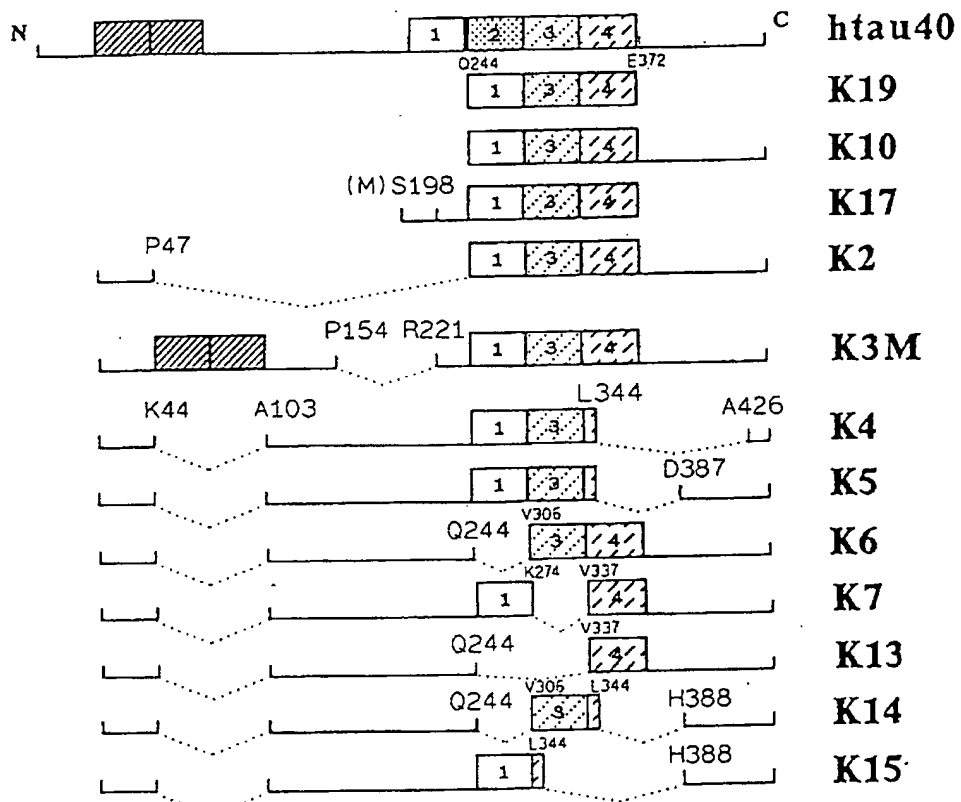 N C htau40
1 2 3 4
Q244 E372
1 3 4 K19
1 3 4 K10
(M) S198 1 3 4 K17
P47 1 3 4 K2
P154 R221 1 3 4 K3M
L344
K44 A103 1 3 A426 K4
D387
1 3 K5
V306
Q244 3 4 K6
K274 V337
1 4 K7
V337
Q244 4 K13
V306 L344
Q244 3 H388 K14
L344
1 H388 K15